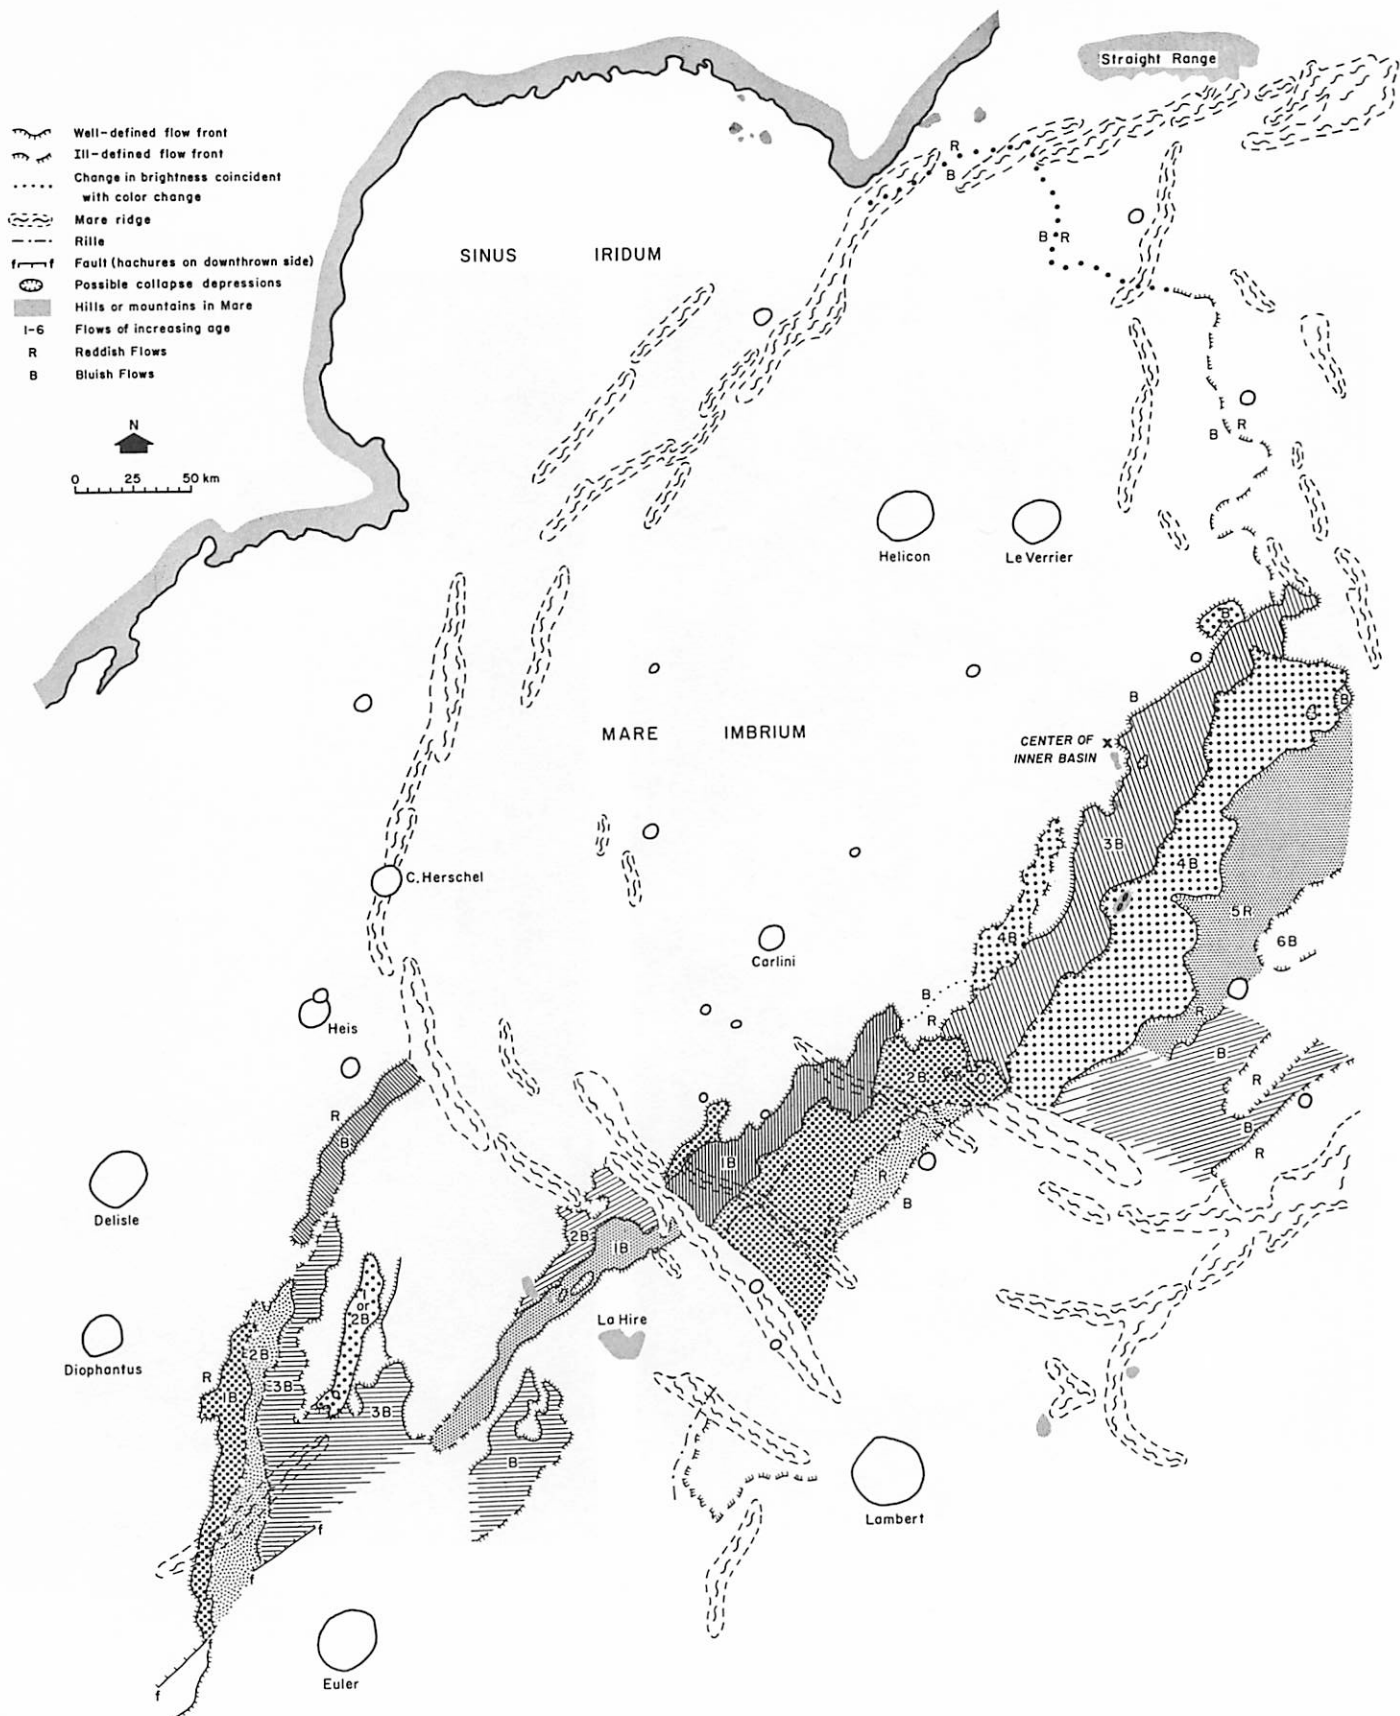 Straight Range
Well-defined flow front
Ill-defined flow front
Change in brightness coincident
with color change
Mare ridge
Rille
f f Fault (hachures on downthrown side)
Possible collapse depressions
Hills or mountains in Mare
1-6 Flows of increasing age
R Reddish Flows
B Bluish Flows
N
0 25 50 km
R
B
B R
SINUS IRIDUM
R
B
Helicon
Le Verrier
B
B
B
MARE IMBRIUM
CENTER OF
INNER BASIN
x
3B
4B
C. Herschel
5R
4B
6B
Carlini
B
R
Heis
R
B
2B
R
R
B
B
R
1B
R
B
Delisle
2B
1B
or
2B
La Hire
2B
Diophantus
R
1B
3B
3B
B
Lambert
f
f
Euler
f